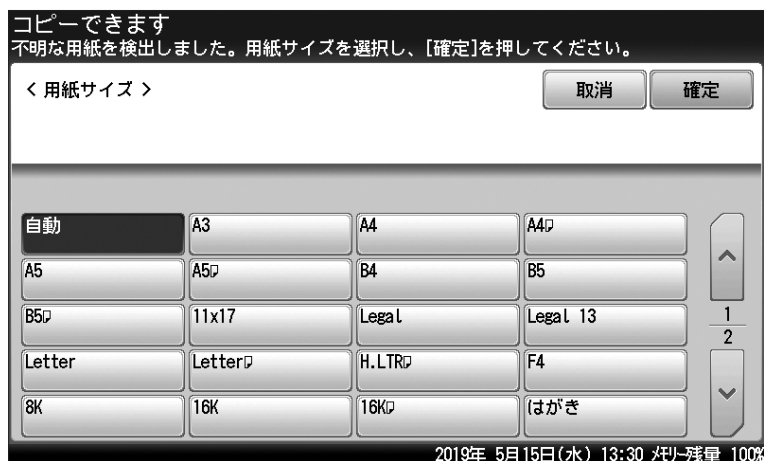 コピーできます
不明な用紙を検出しました。用紙サイズを選択し、[確定]を押してください。
< 用紙サイズ > 取消 確定
自動 A3 A4 A4
A5 A5 B4 B5
B5 11x17 Legal Legal 13
1
2
Letter Letter H.LTR F4
8K 16K 16K はがき
2019年 5月15日(水) 13:30 メモリー残量 100%